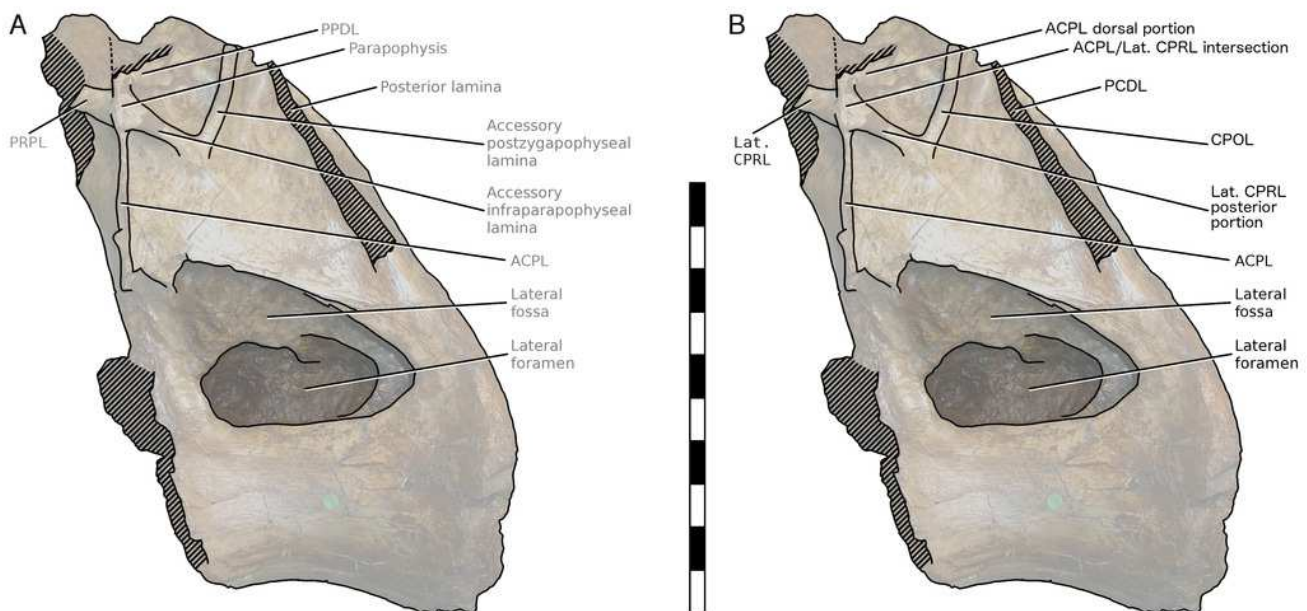 A
PPDL
Parapophysis
Posterior lamina
PRPL
Accessory
postzygapophyseal
lamina
Accessory
infraparapophyseal
lamina
ACPL
Lateral
fossa
Lateral
foramen
B
ACPL dorsal portion
ACPL/Lat. CPRL intersection
PCDL
Lat.
CPRL
CPOL
Lat. CPRL
posterior
portion
ACPL
Lateral
fossa
Lateral
foramen